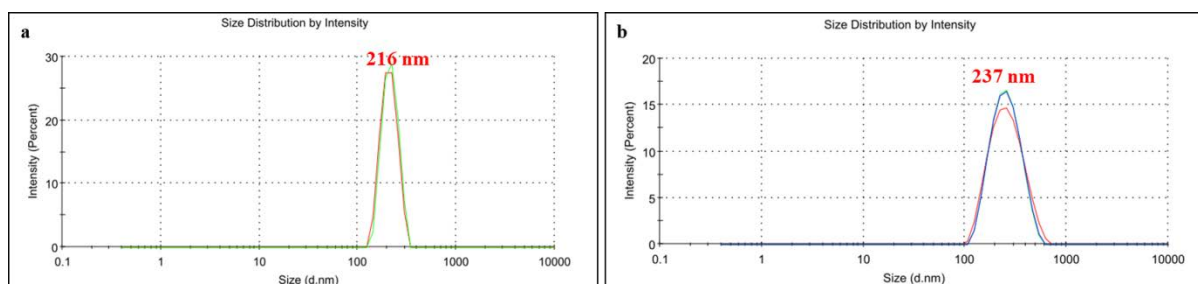 a
Size Distribution by Intensity
216 nm
Intensity (Percent)
30
20
10
0
0.1 1 10 100 1000 10000
Size (d.nm)
b
Size Distribution by Intensity
237 nm
Intensity (Percent)
20
15
10
5
0
0.1 1 10 100 1000 10000
Size (d.nm)